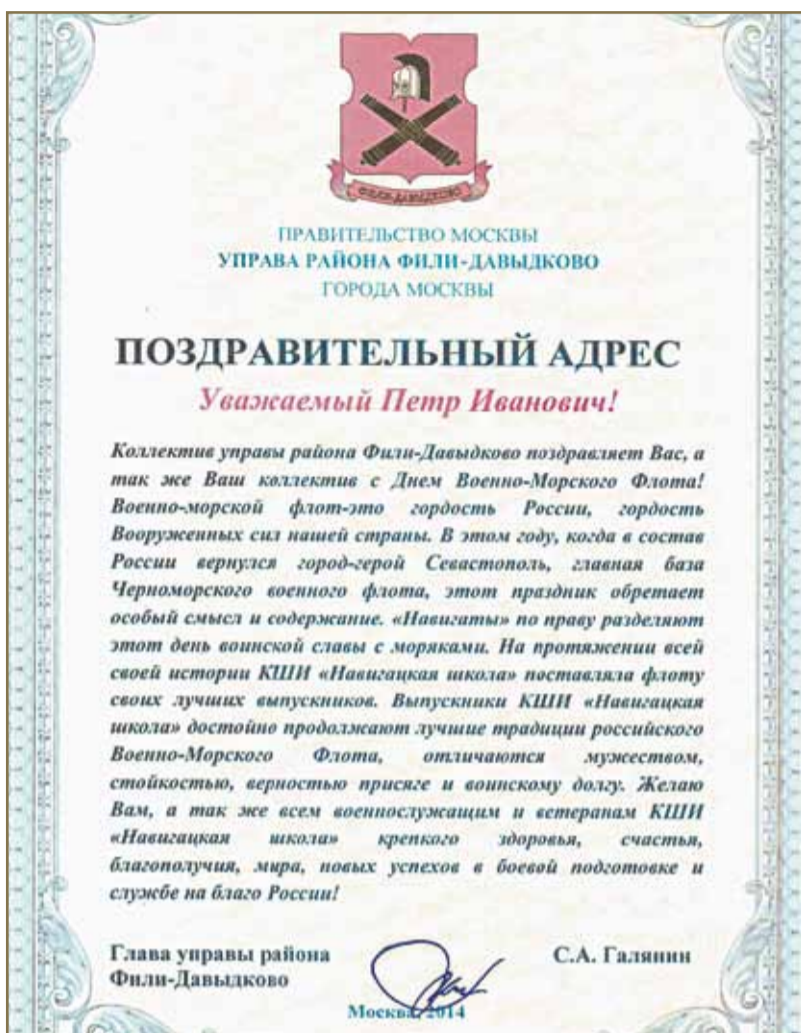 ФИЛИ-ДАВЫДКОВО
ПРАВИТЕЛЬСТВО МОСКВЫ
УПРАВА РАЙОНА ФИЛИ-ДАВЫДКОВО
ГОРОДА МОСКВЫ
ПОЗДРАВИТЕЛЬНЫЙ АДРЕС
Уважаемый Петр Иванович!
Коллектив управы района Фили-Давыдково поздравляет Вас, а
так же Ваш коллектив с Днем Военно-Морского Флота!
Военно-морской флот-это гордость России, гордость
Вооруженных сил нашей страны. В этом году, когда в состав
России вернулся город-герой Севастополь, главная база
Черноморского военного флота, этот праздник обретает
особый смысл и содержание. «Навигаты» по праву разделяют
этот день воинской славы с моряками. На протяжении всей
своей истории КШИ «Навигацкая школа» поставляла флоту
своих лучших выпускников. Выпускники КШИ «Навигацкая
школа» достойно продолжают лучшие традиции российского
Военно-Морского Флота, отличаются мужеством,
стойкостью, верностью присяге и воинскому долгу. Желаю
Вам, а так же всем военнослужащим и ветеранам КШИ
«Навигацкая школа» крепкого здоровья, счастья,
благополучия, мира, новых успехов в боевой подготовке и
службе на благо России!
Глава управы района С.А. Галянин
Фили-Давыдково
Москва, 2014